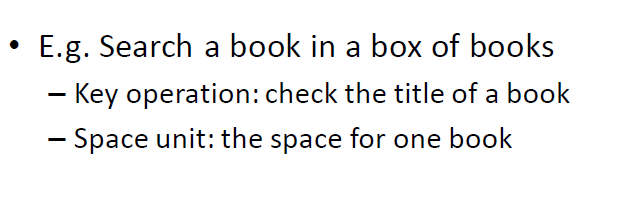 • E.g. Search a book in a box of books
– Key operation: check the title of a book
– Space unit: the space for one book